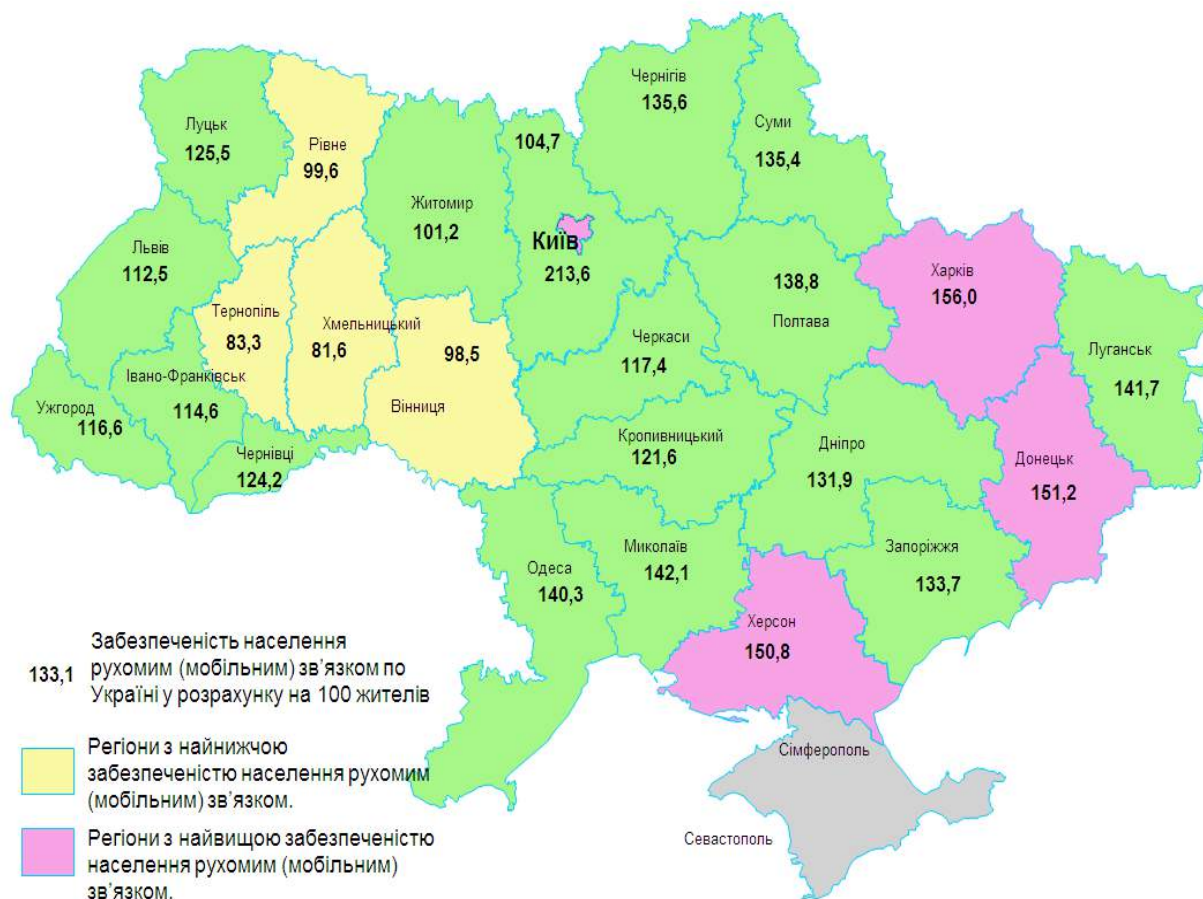 Чернігів
135,6
Суми
135,4
Луцьк
125,5
Рівне
99,6
104,7
Житомир
101,2
Київ
213,6
Львів
112,5
Тернопіль
83,3
Хмельницький
81,6
98,5
Вінниця
Черкаси
117,4
138,8
Полтава
Харків
156,0
Луганськ
141,7
Івано-Франківськ
114,6
Ужгород
116,6
Чернівці
124,2
Кропивницький
121,6
Дніпро
131,9
Донецьк
151,2
Одеса
140,3
Миколаїв
142,1
Запоріжжя
133,7
Херсон
150,8
Сімферополь
Севастополь
133,1
Забезпеченість населення
рухомим (мобільним) зв’язком по
Україні у розрахунку на 100 жителів
Регіони з найнижчою
забезпеченістю населення рухомим
(мобільним) зв’язком.
Регіони з найвищою забезпеченістю
населення рухомим (мобільним)
зв’язком.